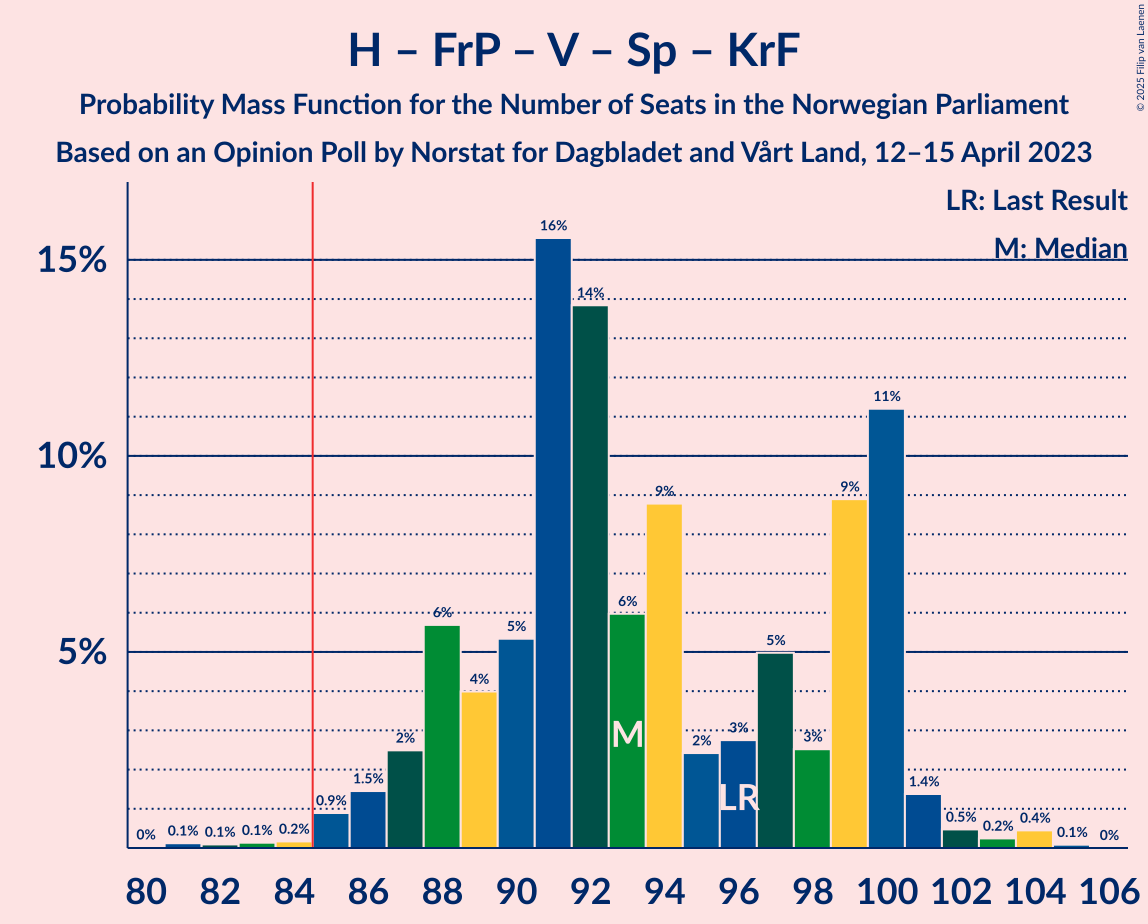 H – FrP – V – Sp – KrF
Probability Mass Function for the Number of Seats in the Norwegian Parliament
Based on an Opinion Poll by Norstat for Dagbladet and Vårt Land, 12–15 April 2023
© 2025 Filip van Laenen
LR: Last Result
M: Median
15%
10%
5%
0% 0.1% 0.1% 0.1% 0.2% 0.9% 1.5% 2% 6% 4% 5% 16% 14% 6% 9% 2% 3% 5% 3% 9% 11% 1.4% 0.5% 0.2% 0.4% 0.1% 0%
M
LR
80 82 84 86 88 90 92 94 96 98 100 102 104 106